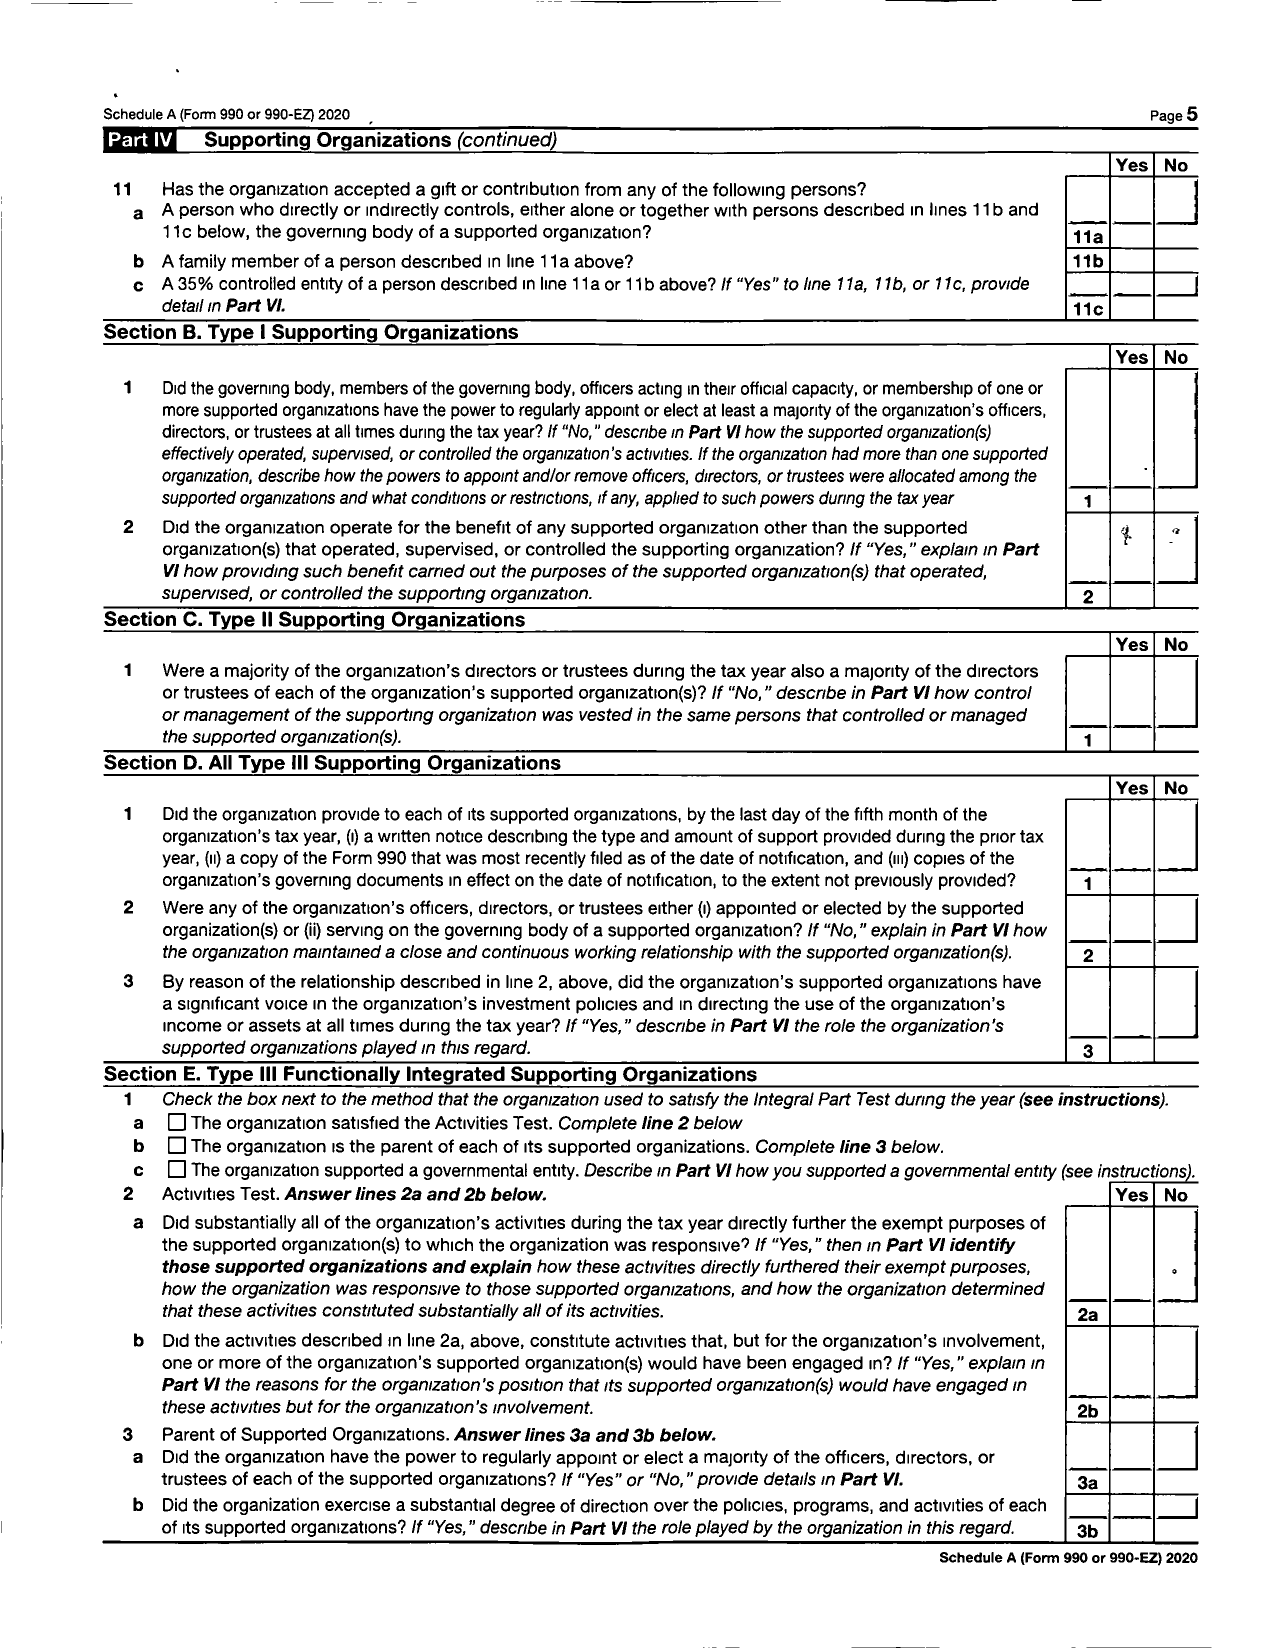 Schedule A (Form 990 or 990-EZ) 2020 Page 5
Part IV Supporting Organizations (continued)
Yes No
11 Has the organization accepted a gift or contribution from any of the following persons?
a A person who directly or indirectly controls, either alone or together with persons described in lines 11b and
11c below, the governing body of a supported organization? 11a
b A family member of a person described in line 11a above? 11b
c A 35% controlled entity of a person described in line 11a or 11b above? If "Yes" to line 11a, 11b, or 11c, provide
detail in Part VI. 11c
Section B. Type I Supporting Organizations
Yes No
1 Did the governing body, members of the governing body, officers acting in their official capacity, or membership of one or
more supported organizations have the power to regularly appoint or elect at least a majority of the organization's officers,
directors, or trustees at all times during the tax year? If "No," describe in Part VI how the supported organization(s)
effectively operated, supervised, or controlled the organization's activities. If the organization had more than one supported
organization, describe how the powers to appoint and/or remove officers, directors, or trustees were allocated among the
supported organizations and what conditions or restrictions, if any, applied to such powers during the tax year 1
2 Did the organization operate for the benefit of any supported organization other than the supported
organization(s) that operated, supervised, or controlled the supporting organization? If "Yes," explain in Part
VI how providing such benefit carried out the purposes of the supported organization(s) that operated,
supervised, or controlled the supporting organization. 2
Section C. Type II Supporting Organizations
Yes No
1 Were a majority of the organization's directors or trustees during the tax year also a majority of the directors
or trustees of each of the organization's supported organization(s)? If "No," describe in Part VI how control
or management of the supporting organization was vested in the same persons that controlled or managed
the supported organization(s). 1
Section D. All Type III Supporting Organizations
Yes No
1 Did the organization provide to each of its supported organizations, by the last day of the fifth month of the
organization's tax year, (i) a written notice describing the type and amount of support provided during the prior tax
year, (ii) a copy of the Form 990 that was most recently filed as of the date of notification, and (iii) copies of the
organization's governing documents in effect on the date of notification, to the extent not previously provided? 1
2 Were any of the organization's officers, directors, or trustees either (i) appointed or elected by the supported
organization(s) or (ii) serving on the governing body of a supported organization? If "No," explain in Part VI how
the organization maintained a close and continuous working relationship with the supported organization(s). 2
3 By reason of the relationship described in line 2, above, did the organization's supported organizations have
a significant voice in the organization's investment policies and in directing the use of the organization's
income or assets at all times during the tax year? If "Yes," describe in Part VI the role the organization's
supported organizations played in this regard. 3
Section E. Type III Functionally Integrated Supporting Organizations
1 Check the box next to the method that the organization used to satisfy the Integral Part Test during the year (see instructions).
a The organization satisfied the Activities Test. Complete line 2 below
b The organization is the parent of each of its supported organizations. Complete line 3 below.
c The organization supported a governmental entity. Describe in Part VI how you supported a governmental entity (see instructions).
2 Activities Test. Answer lines 2a and 2b below. Yes No
a Did substantially all of the organization's activities during the tax year directly further the exempt purposes of
the supported organization(s) to which the organization was responsive? If "Yes," then in Part VI identify
those supported organizations and explain how these activities directly furthered their exempt purposes,
how the organization was responsive to those supported organizations, and how the organization determined
that these activities constituted substantially all of its activities. 2a
b Did the activities described in line 2a, above, constitute activities that, but for the organization's involvement,
one or more of the organization's supported organization(s) would have been engaged in? If "Yes," explain in
Part VI the reasons for the organization's position that its supported organization(s) would have engaged in
these activities but for the organization's involvement. 2b
3 Parent of Supported Organizations. Answer lines 3a and 3b below.
a Did the organization have the power to regularly appoint or elect a majority of the officers, directors, or
trustees of each of the supported organizations? If "Yes" or "No," provide details in Part VI. 3a
b Did the organization exercise a substantial degree of direction over the policies, programs, and activities of each
of its supported organizations? If "Yes," describe in Part VI the role played by the organization in this regard. 3b
Schedule A (Form 990 or 990-EZ) 2020